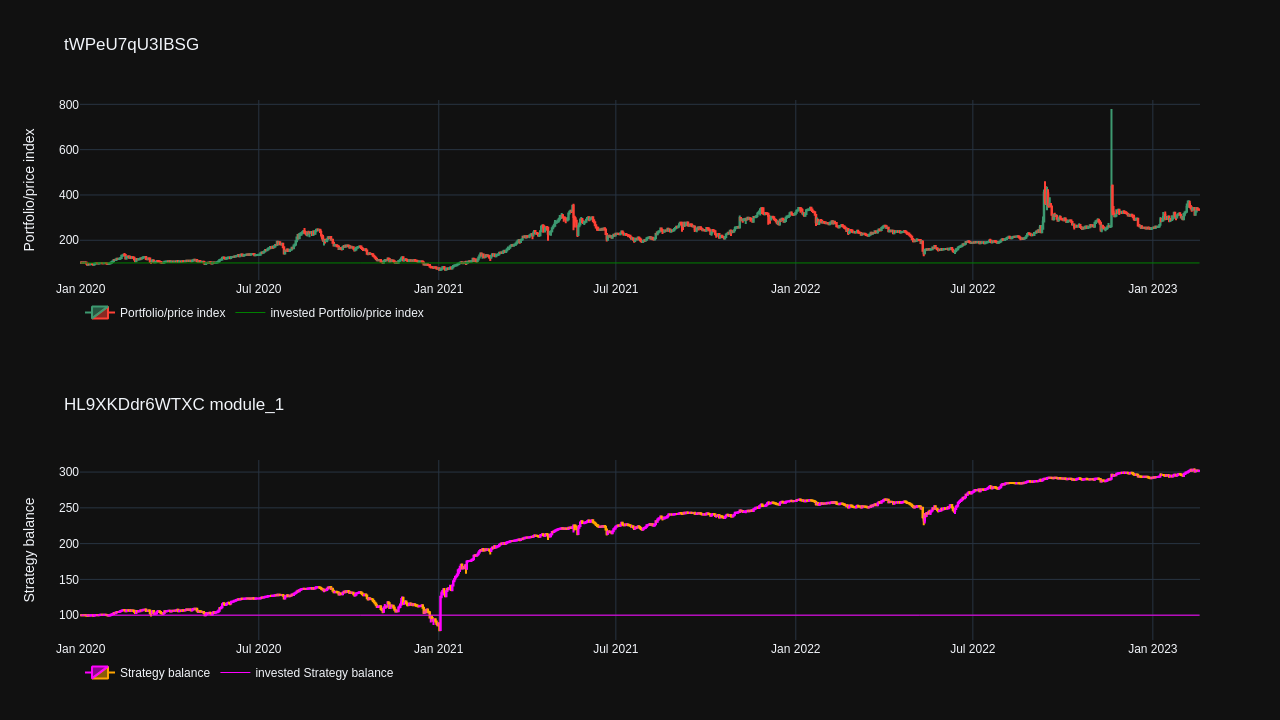 tWPeU7qU3IBSG
Portfolio/price index
800
600
400
200
Jan 2020 Jul 2020 Jan 2021 Jul 2021 Jan 2022 Jul 2022 Jan 2023
Portfolio/price index invested Portfolio/price index
HL9XKDdr6WTXC module_1
Strategy balance
300
250
200
150
100
Jan 2020 Jul 2020 Jan 2021 Jul 2021 Jan 2022 Jul 2022 Jan 2023
Strategy balance invested Strategy balance